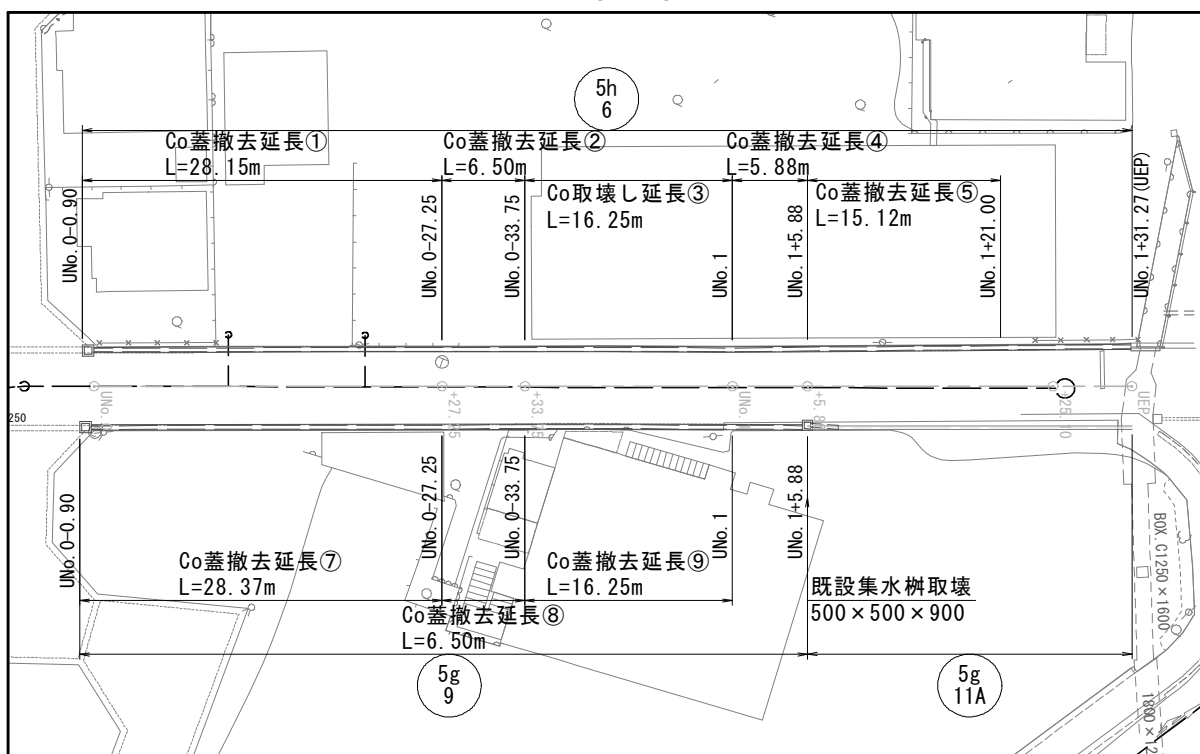 5h
6
Co蓋撤去延長①
L=28.15m
Co蓋撤去延長②
L=6.50m
Co蓋撤去延長④
L=5.88m
Co取壊し延長③
L=16.25m
Co蓋撤去延長⑤
L=15.12m
UNo.0-0.90
UNo.0-27.25
UNo.0-33.75
UNo.1
UNo.1+5.88
UNo.1+21.00
UNo.1+31.27(UEP)
250
UEP
UNo.0-0.90
UNo.0-27.25
UNo.0-33.75
UNo.1
UNo.1+5.88
BOX.C1250×1600
Co蓋撤去延長⑦
L=28.37m
Co蓋撤去延長⑨
L=16.25m
既設集水桝取壊
500×500×900
Co蓋撤去延長⑧
L=6.50m
5g
9
5g
11A